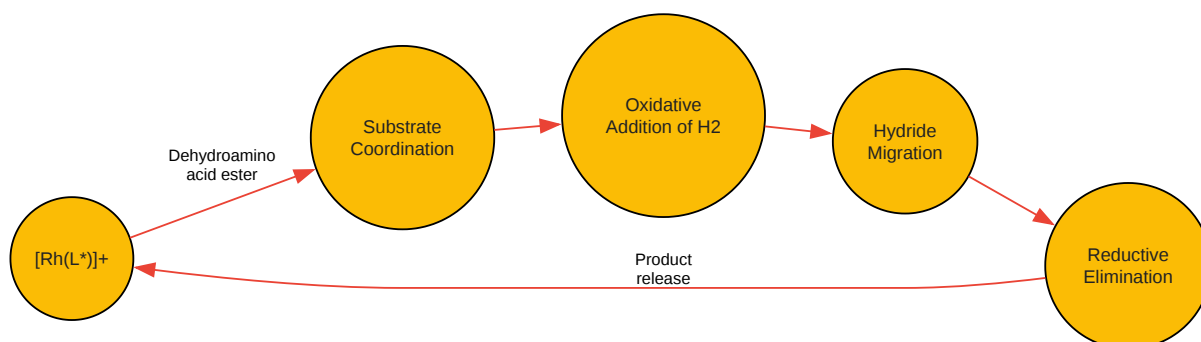 [Rh(L*)]+
Dehydroamino
acid ester
Substrate
Coordination
Oxidative
Addition of H2
Hydride
Migration
Reductive
Elimination
Product
release